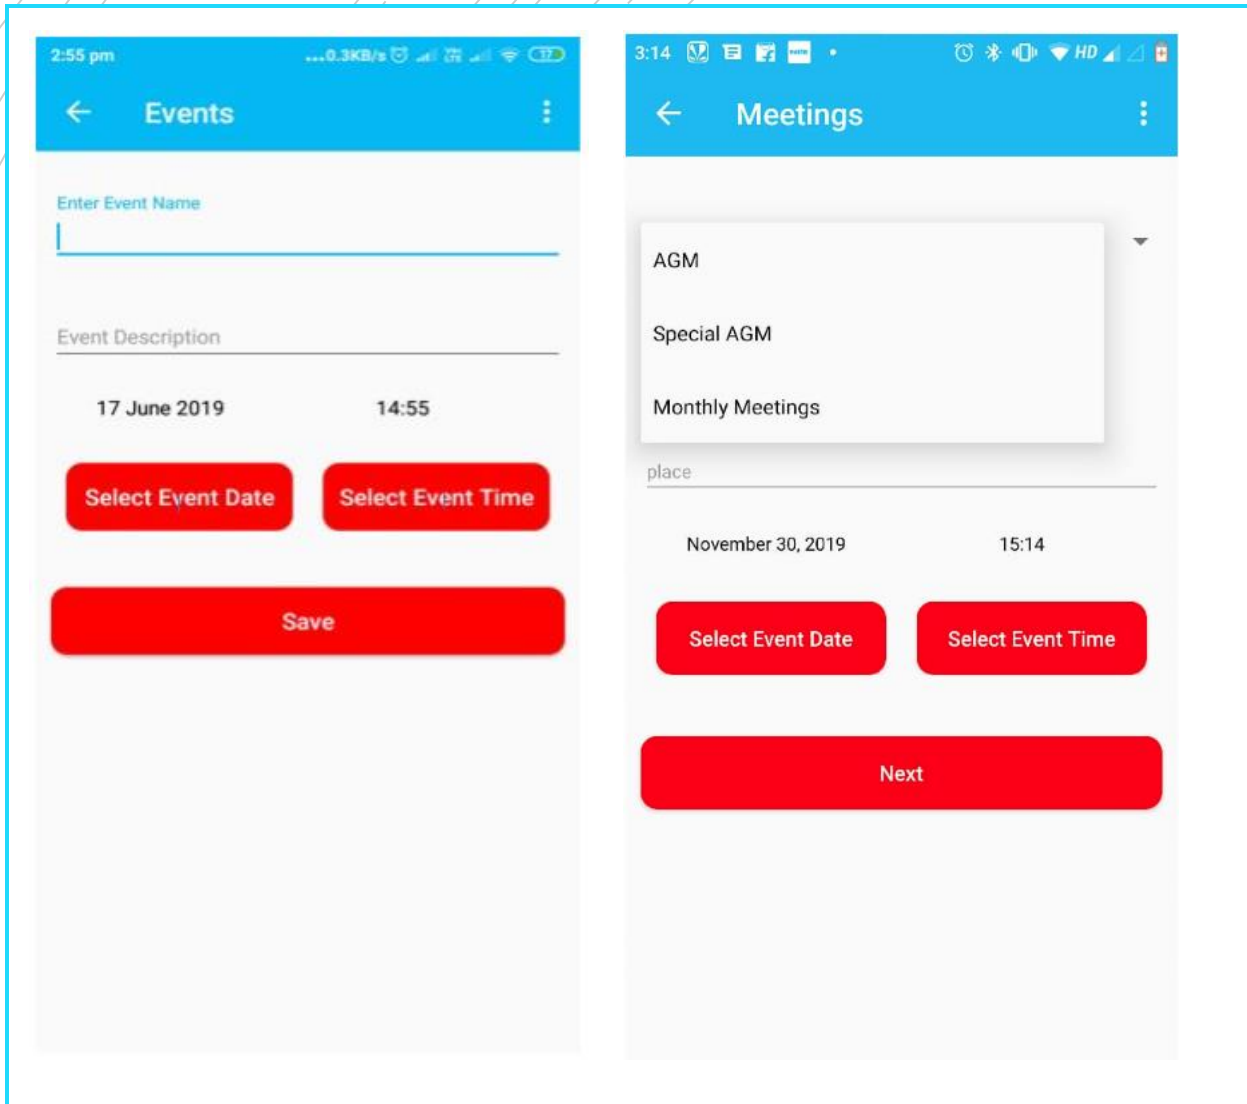 2:55 pm ...0.3KB/s 37
Events
Enter Event Name
Event Description
17 June 2019 14:55
Select Event Date Select Event Time
Save
3:14 HD
Meetings
AGM
Special AGM
Monthly Meetings
place
November 30, 2019 15:14
Select Event Date Select Event Time
Next